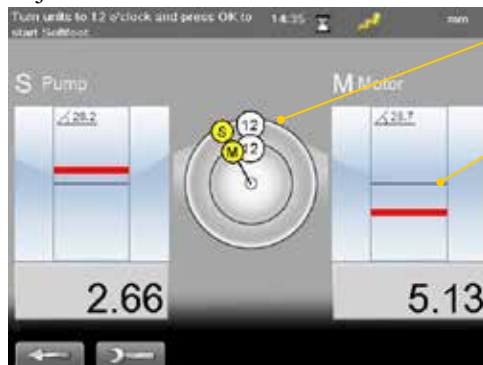 Turn units to 12 o'clock and press OK to 14:35 mm
start Softfoot.
S Pump M Motor
28.2 28.7
S 12
M 12
2.66 5.13